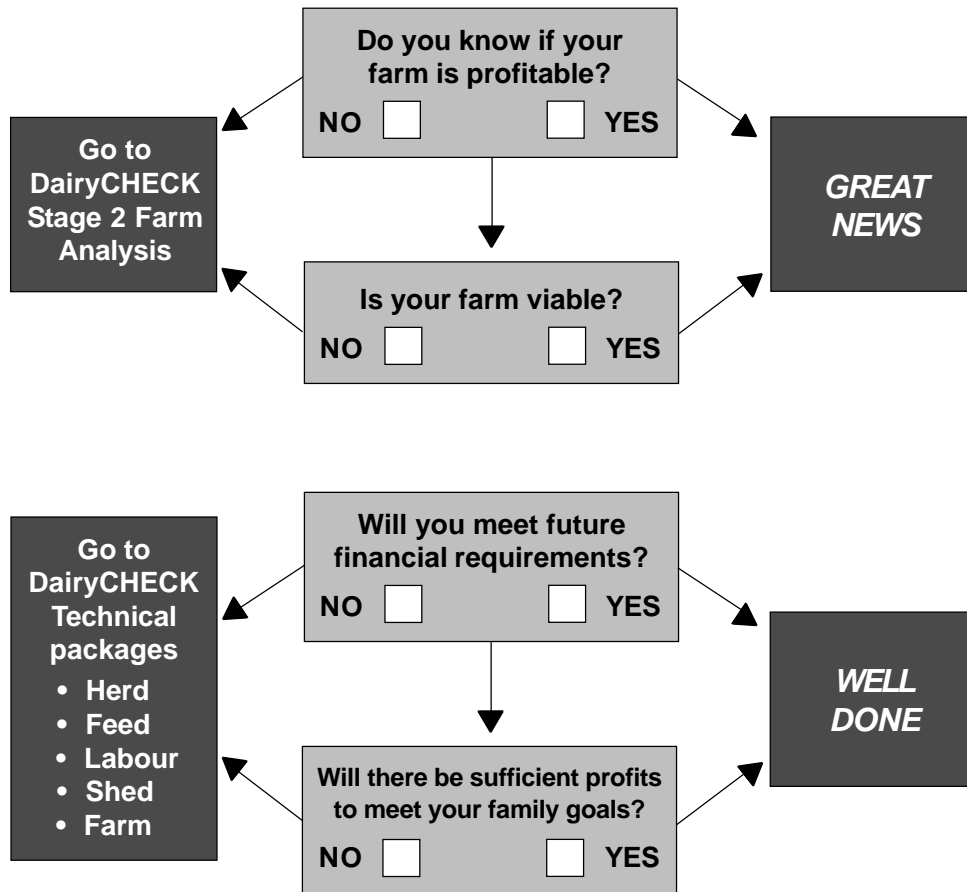 Do you know if your
farm is profitable?
NO YES
Go to
DairyCHECK
Stage 2 Farm
Analysis
GREAT
NEWS
Is your farm viable?
NO YES
Will you meet future
financial requirements?
NO YES
Go to
DairyCHECK
Technical
packages
• Herd
• Feed
• Labour
• Shed
• Farm
WELL
DONE
Will there be sufficient profits
to meet your family goals?
NO YES